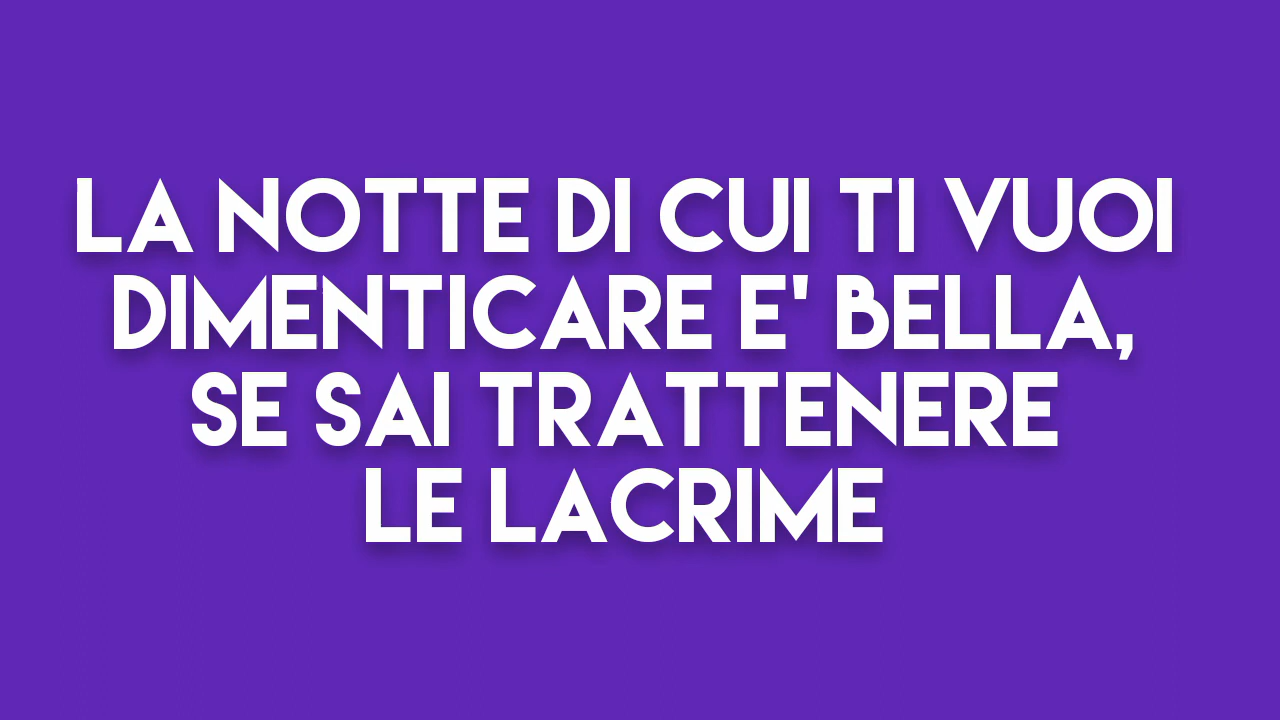 LA NOTTE DI CUI TI VUOI
DIMENTICARE E' BELLA,
SE SAI TRATTENERE
LE LACRIME